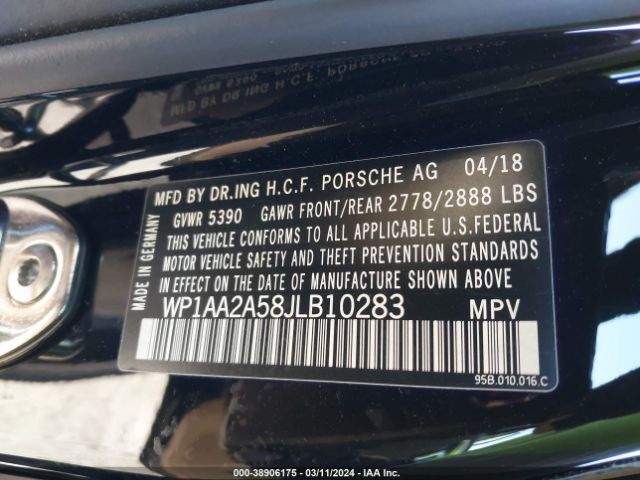 MFD BY DR.ING H.C.F. PORSCHE AG 04/18
GVWR 5390 GAWR FRONT/REAR 2778/2888 LBS
THIS VEHICLE CONFORMS TO ALL APPLICABLE U.S.FEDERAL
MOTOR VEHICLE SAFETY AND THEFT PREVENTION STANDARDS
IN EFFECT ON THE DATE OF MANUFACTURE SHOWN ABOVE
WP1AA2A58JLB10283 MPV
95B.010.016.C
MADE IN GERMANY
000-38906175 - 03/11/2024 - IAA Inc.